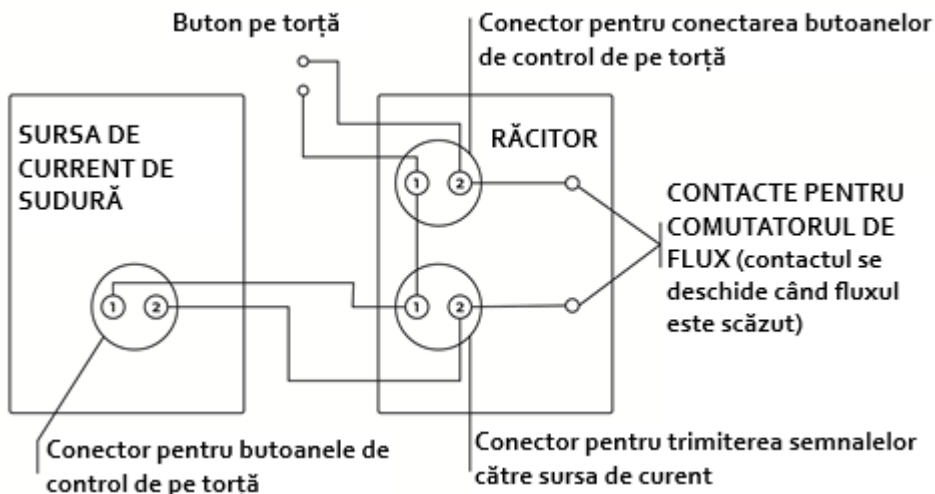 Buton pe torță
Conector pentru conectarea butoanelor
de control de pe torță
SURSA DE
CURRENT DE
SUDURĂ
RĂCITOR
1
2
CONTACTE PENTRU
COMUTATORUL DE
FLUX (contactul se
deschide când fluxul
este scăzut)
1
2
1
2
Conector pentru butoanele de
control de pe torță
Conector pentru trimiterea semnalelor
către sursa de curent